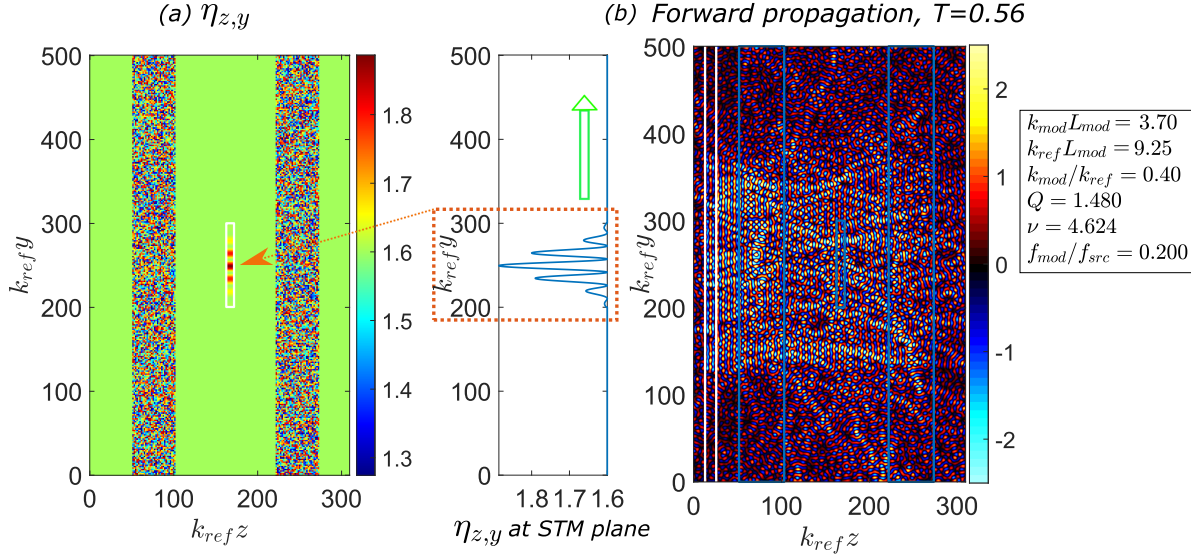 (a) η_{z,y}
(b) Forward propagation, T=0.56
500
400
300
200
100
0
k_{ref}y
0
100
200
300
k_{ref}z
1.8
1.7
1.6
1.5
1.4
1.3
500
400
300
200
100
0
k_{ref}y
1.8
1.7
1.6
η_{z,y} at STM plane
500
400
300
200
100
0
k_{ref}y
0
100
200
300
k_{ref}z
2
1
0
-1
-2
k_{mod}L_{mod} = 3.70
k_{ref}L_{mod} = 9.25
k_{mod}/k_{ref} = 0.40
Q = 1.480
ν = 4.624
f_{mod}/f_{src} = 0.200